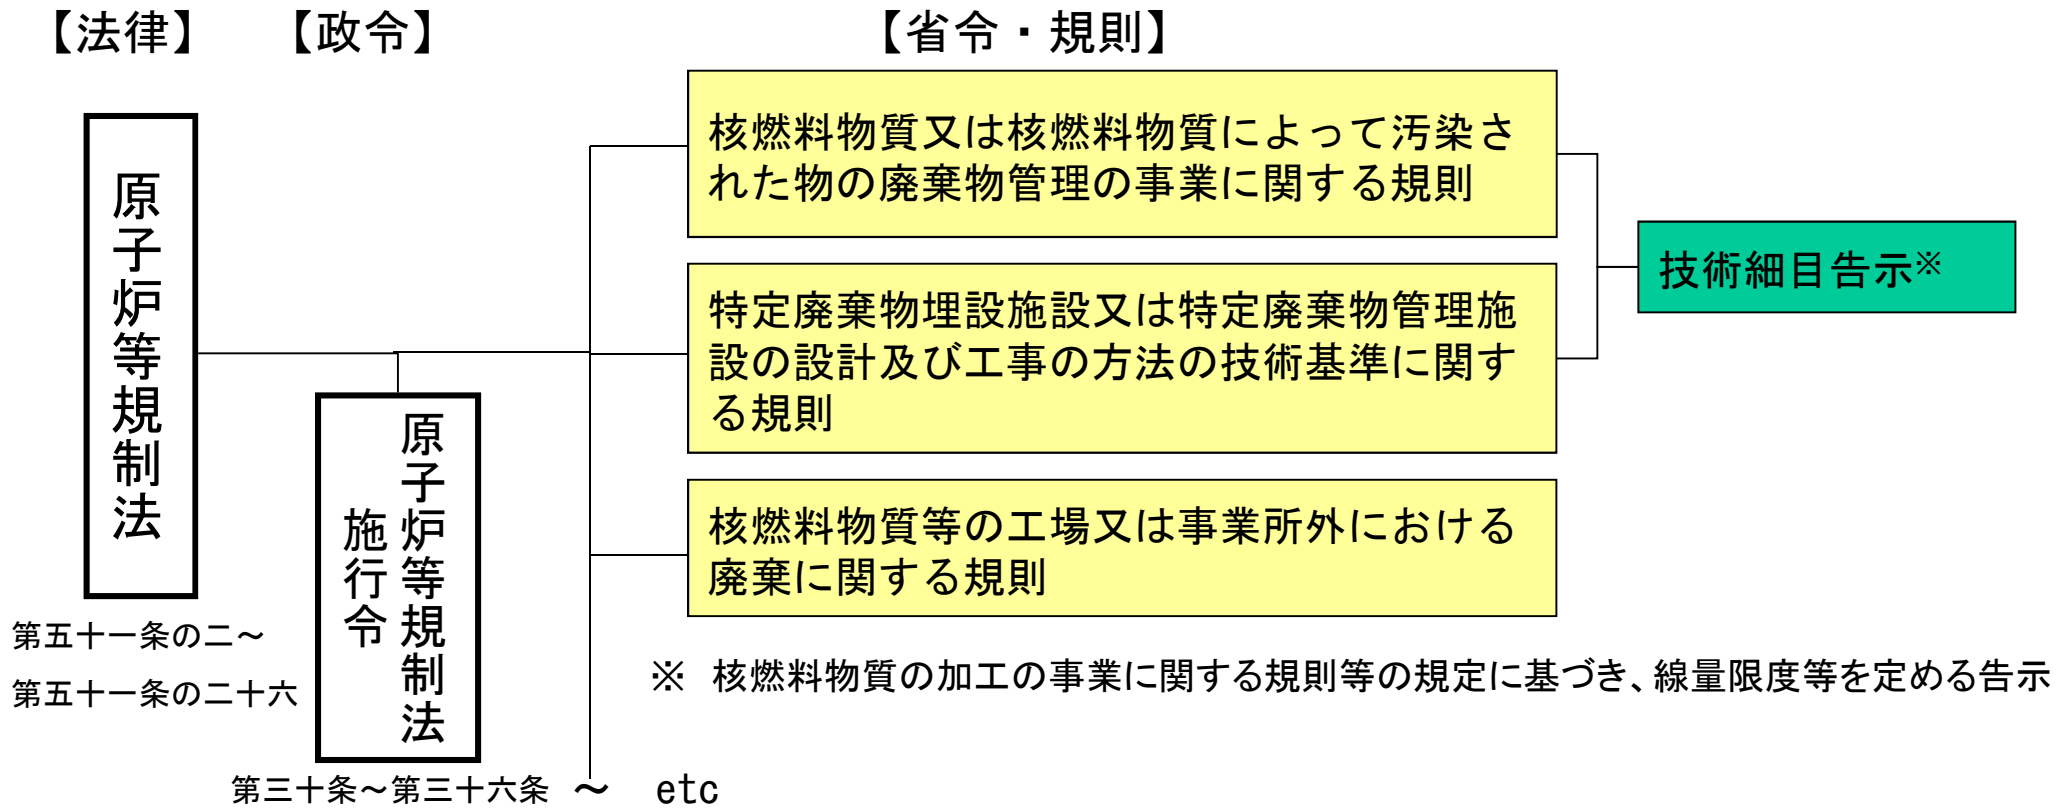 【法律】 【政令】 【省令・規則】
原子炉等規制法
第五十一条の二～
第五十一条の二十六
原子炉等規制法
施行令
第三十条～第三十六条
核燃料物質又は核燃料物質によって汚染さ
れた物の廃棄物管理の事業に関する規則
特定廃棄物埋設施設又は特定廃棄物管理施
設の設計及び工事の方法の技術基準に関す
る規則
核燃料物質等の工場又は事業所外における
廃棄に関する規則
～ etc
技術細目告示※
※ 核燃料物質の加工の事業に関する規則等の規定に基づき、線量限度等を定める告示